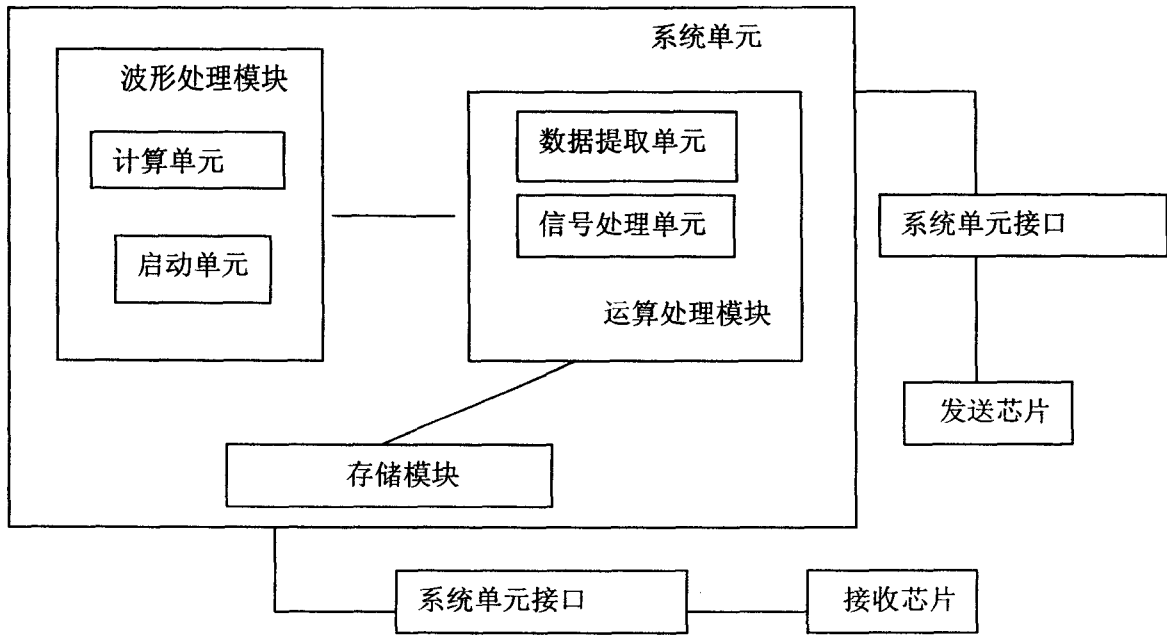 系统单元
波形处理模块
计算单元
启动单元
数据提取单元
信号处理单元
运算处理模块
存储模块
系统单元接口
发送芯片
系统单元接口
接收芯片